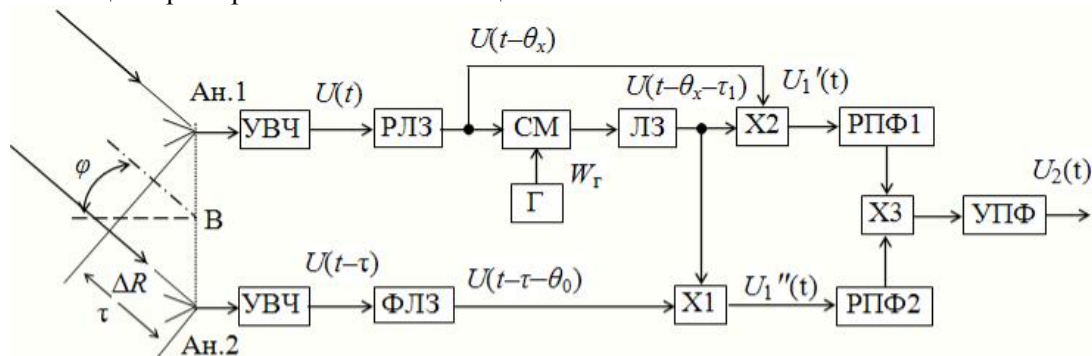 U(t–θx)
Ан.1
УВЧ
U(t)
РЛЗ
СМ
U(t–θx–τ1)
ЛЗ
Х2
U1′(t)
РПФ1
Wг
Г
φ
В
Х3
УПФ
U2(t)
ΔR
τ
Ан.2
УВЧ
U(t–τ)
ФЛЗ
U(t–τ–θ0)
Х1
U1″(t)
РПФ2